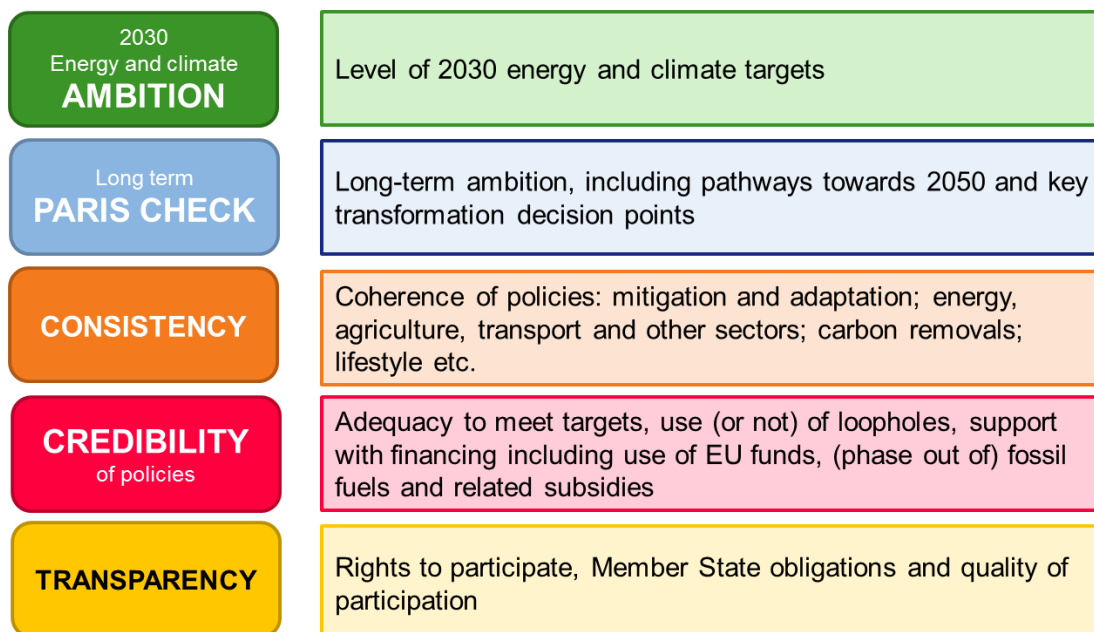 2030
Energy and climate
AMBITION
Level of 2030 energy and climate targets
Long term
PARIS CHECK
Long-term ambition, including pathways towards 2050 and key
transformation decision points
CONSISTENCY
Coherence of policies: mitigation and adaptation; energy,
agriculture, transport and other sectors; carbon removals;
lifestyle etc.
CREDIBILITY
of policies
Adequacy to meet targets, use (or not) of loopholes, support
with financing including use of EU funds, (phase out of) fossil
fuels and related subsidies
TRANSPARENCY
Rights to participate, Member State obligations and quality of
participation